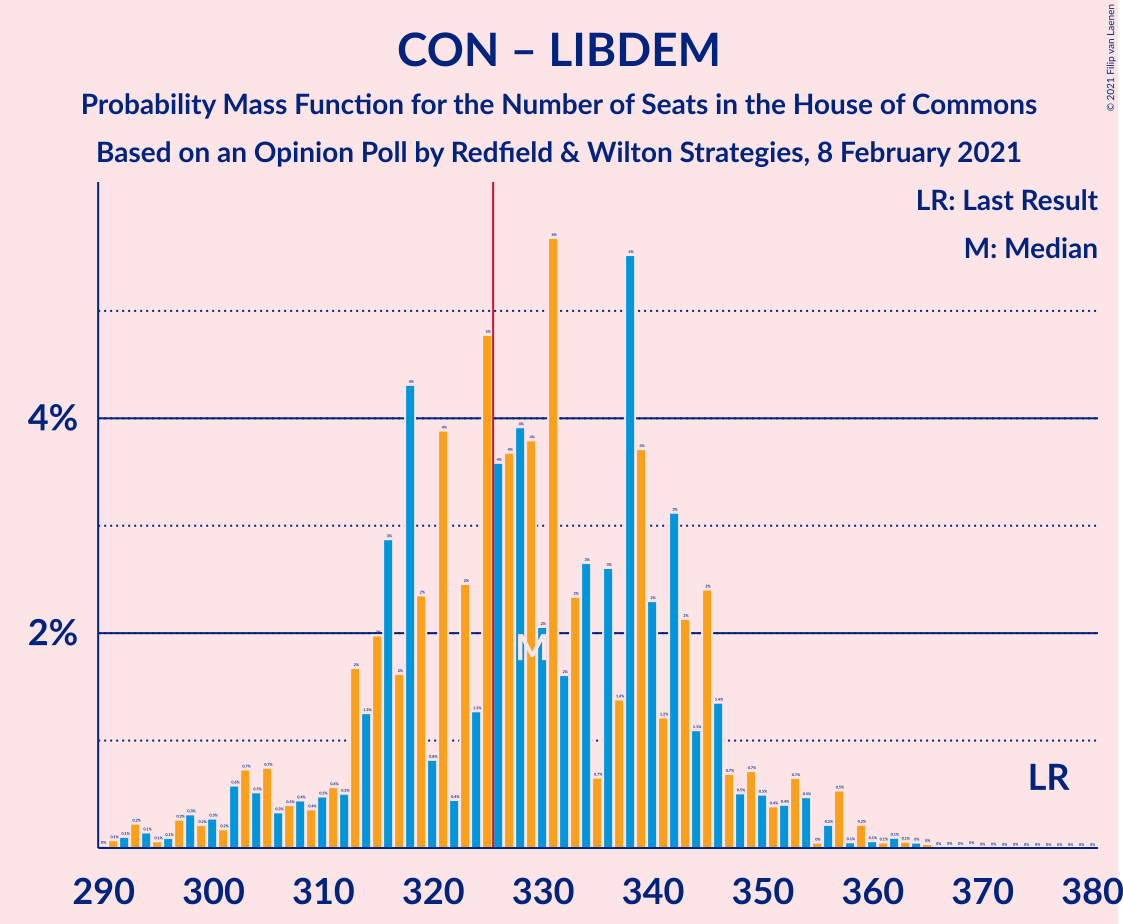 CON – LIBDEM
Probability Mass Function for the Number of Seats in the House of Commons
Based on an Opinion Poll by Redfield & Wilton Strategies, 8 February 2021
© 2021 Filip van Laenen
LR: Last Result
M: Median
4%
2%
M
LR
290 300 310 320 330 340 350 360 370 380